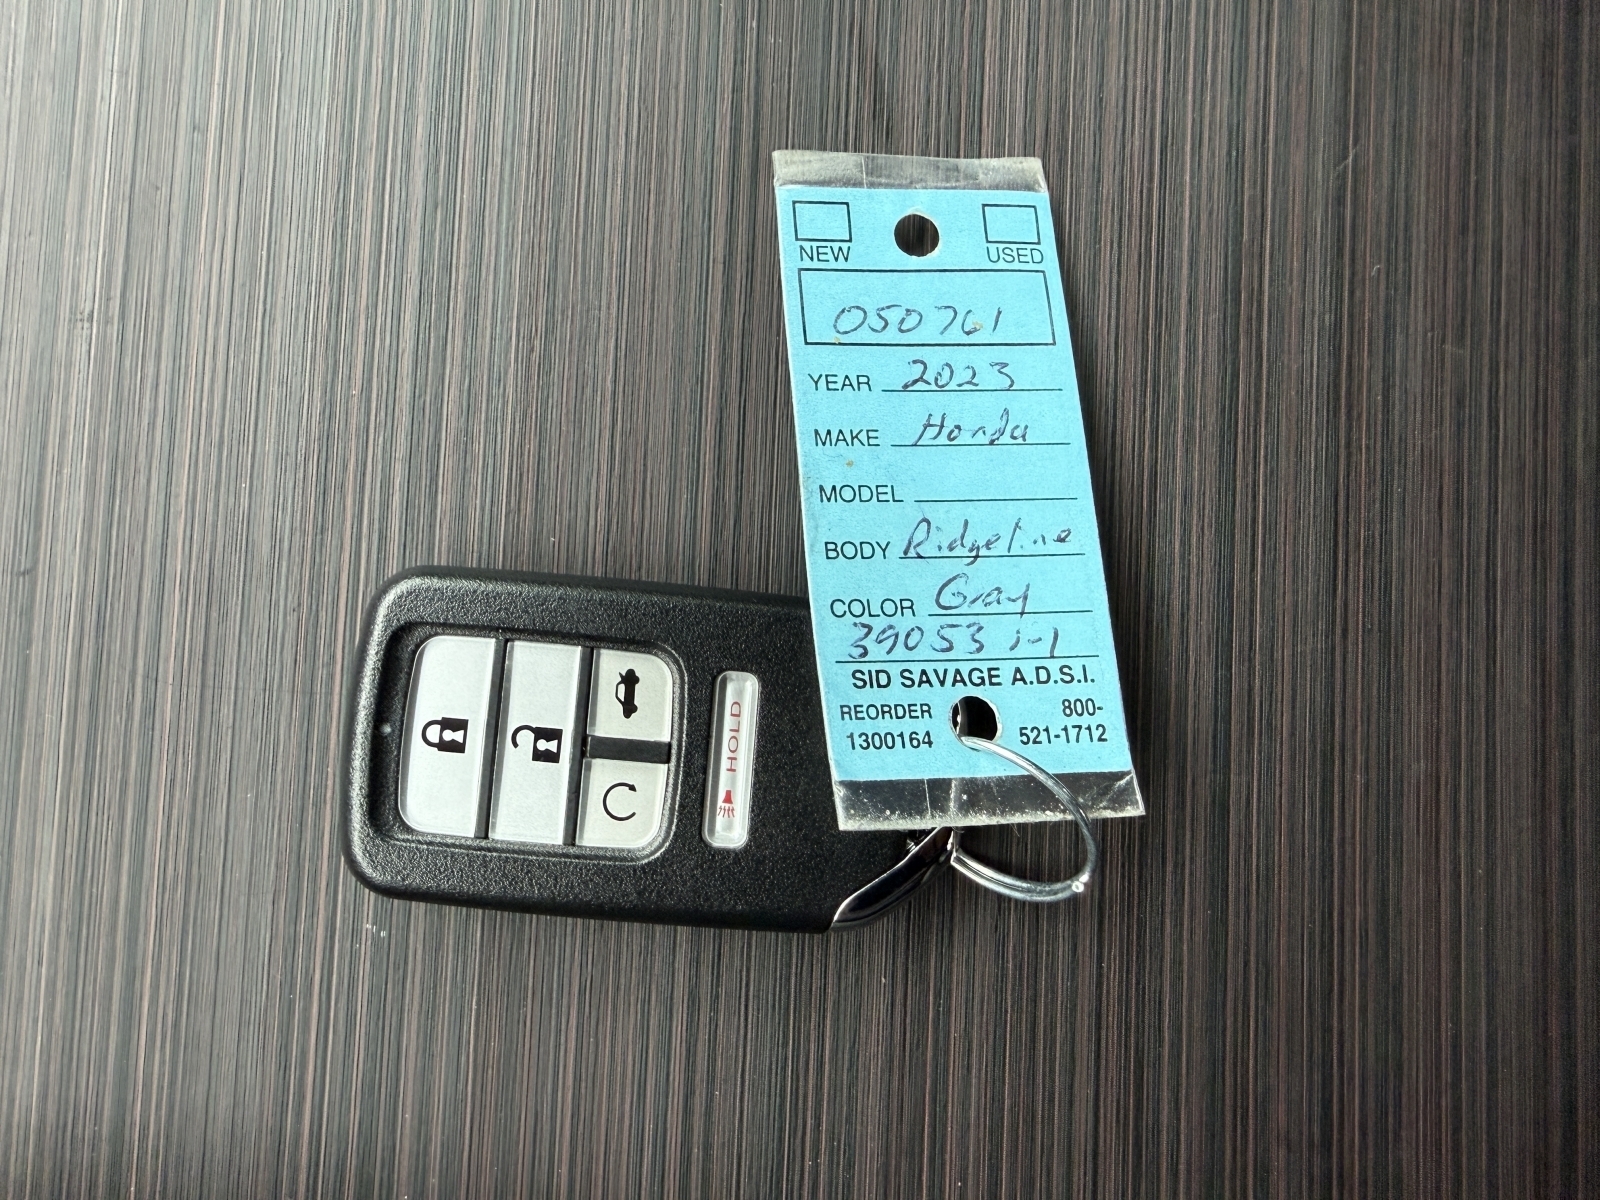 NEW USED
050761
YEAR 2023
MAKE Honda
MODEL
BODY Ridgeline
COLOR Gray
39053 i-1
SID SAVAGE A.D.S.I.
REORDER 800-
1300164 521-1712
HOLD